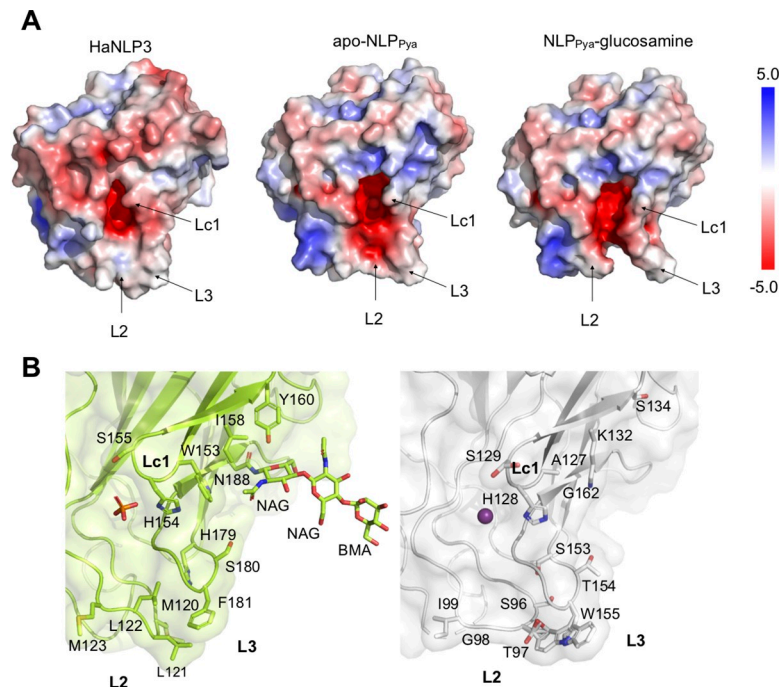 A
HaNLP3
apo-NLPPya
NLPPya-glucosamine
5.0
-5.0
Lc1
L3
L2
Lc1
L3
L2
Lc1
L3
L2
B
Y160
I158
S155
W153
Lc1
N188
NAG
H154
NAG
H179
BMA
S180
M120
F181
L122
M123
L121
L3
L2
S134
K132
S129
Lc1
A127
H128
G162
S153
T154
S96
W155
I99
G98
T97
L3
L2